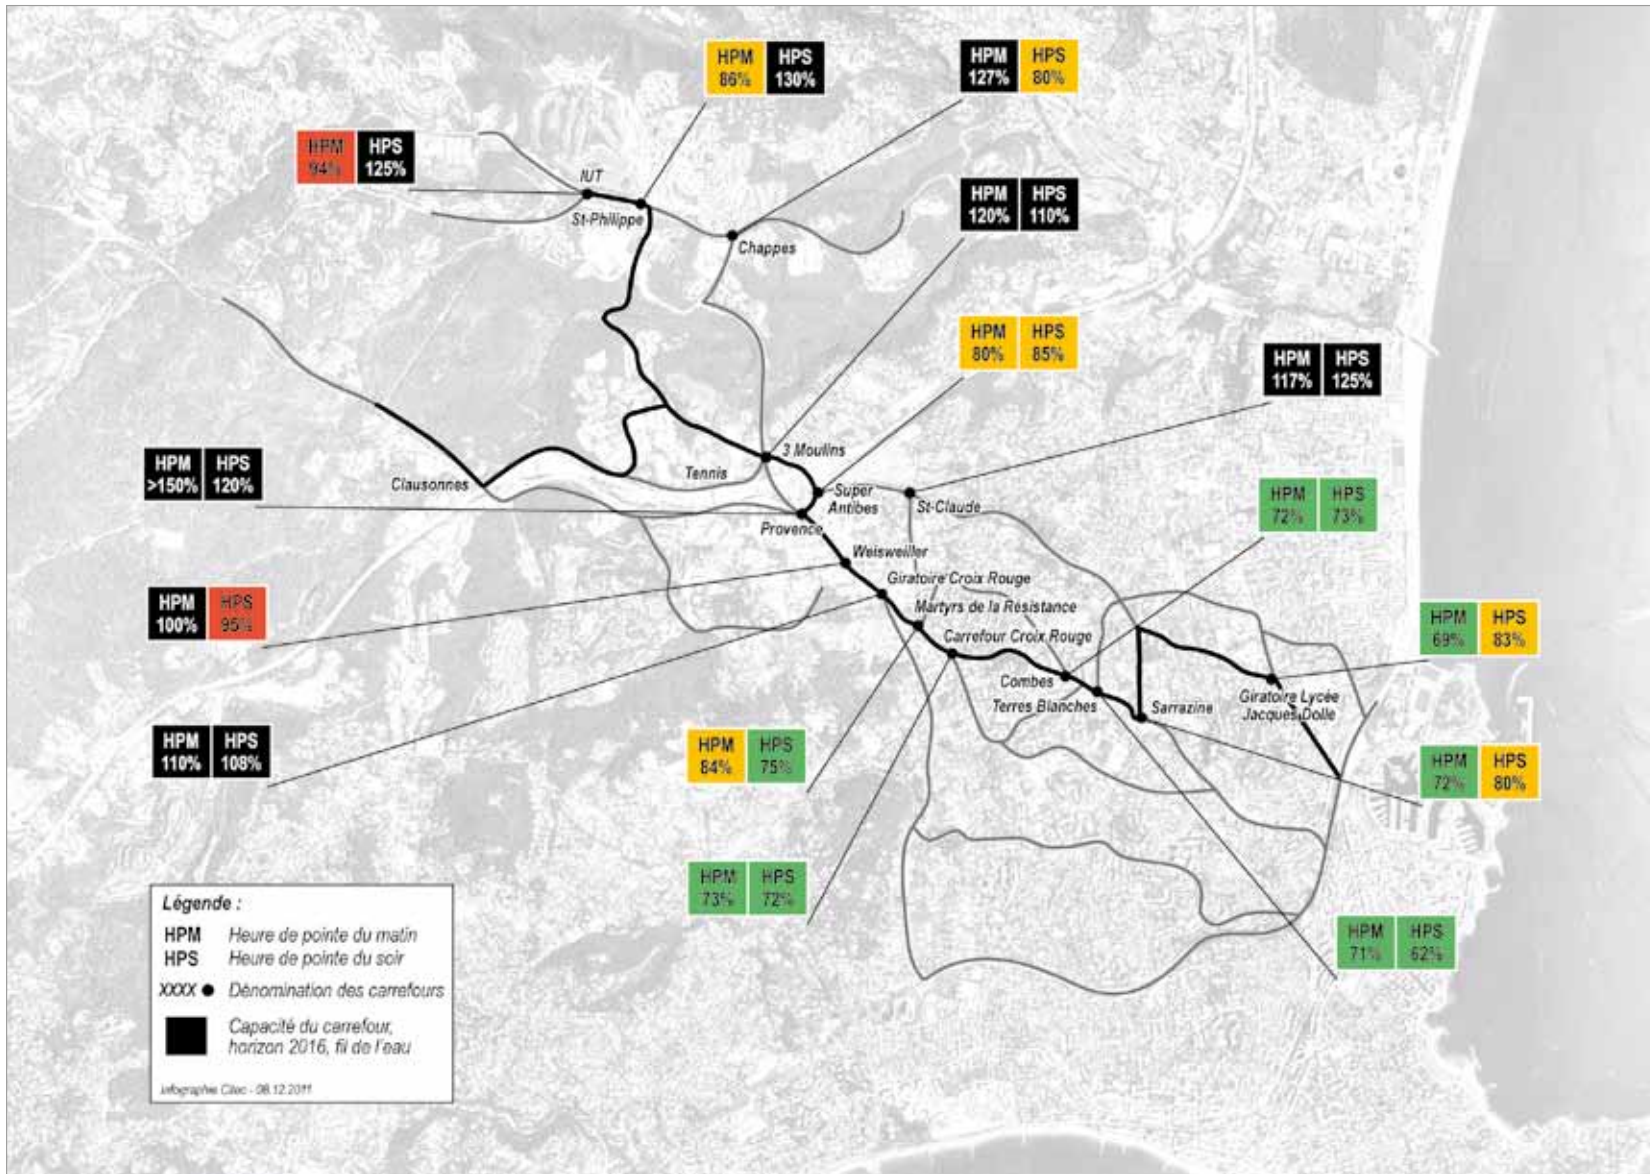 HPM HPS
86% 130%
HPM HPS
127% 80%
HPM HPS
94% 125%
IUT
St-Philippe
Chappes
HPM HPS
120% 110%
HPM HPS
80% 85%
HPM HPS
117% 125%
HPM HPS
>150% 120%
Clausonnes
Tennis
3 Moulins
Super
Antibes
St-Claude
Provence
HPM HPS
72% 73%
Weisweiller
Giratoire Croix Rouge
Martyrs de la Résistance
Carrefour Croix Rouge
HPM HPS
100% 95%
HPM HPS
69% 83%
Combes
Terres Blanches
Sarrazine
Giratoire Lycée
Jacques Dolle
HPM HPS
110% 108%
HPM HPS
84% 75%
HPM HPS
72% 80%
HPM HPS
73% 72%
HPM HPS
71% 62%
Légende :
HPM Heure de pointe du matin
HPS Heure de pointe du soir
XXXX Dénomination des carrefours
Capacité du carrefour,
horizon 2016, fil de l'eau
Infographie Citec - 08.12.2011